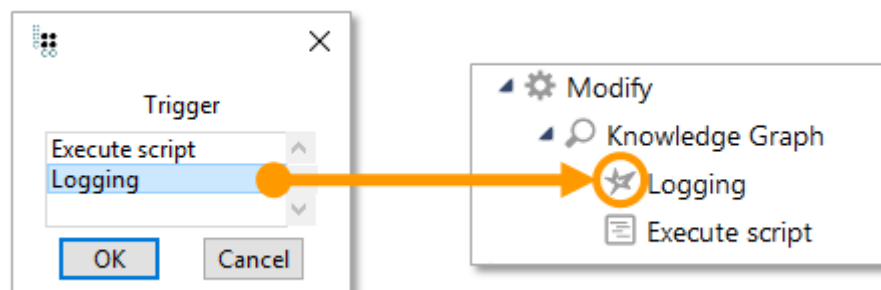 Trigger
Execute script
Logging
OK
Cancel
Modify
Knowledge Graph
Logging
Execute script